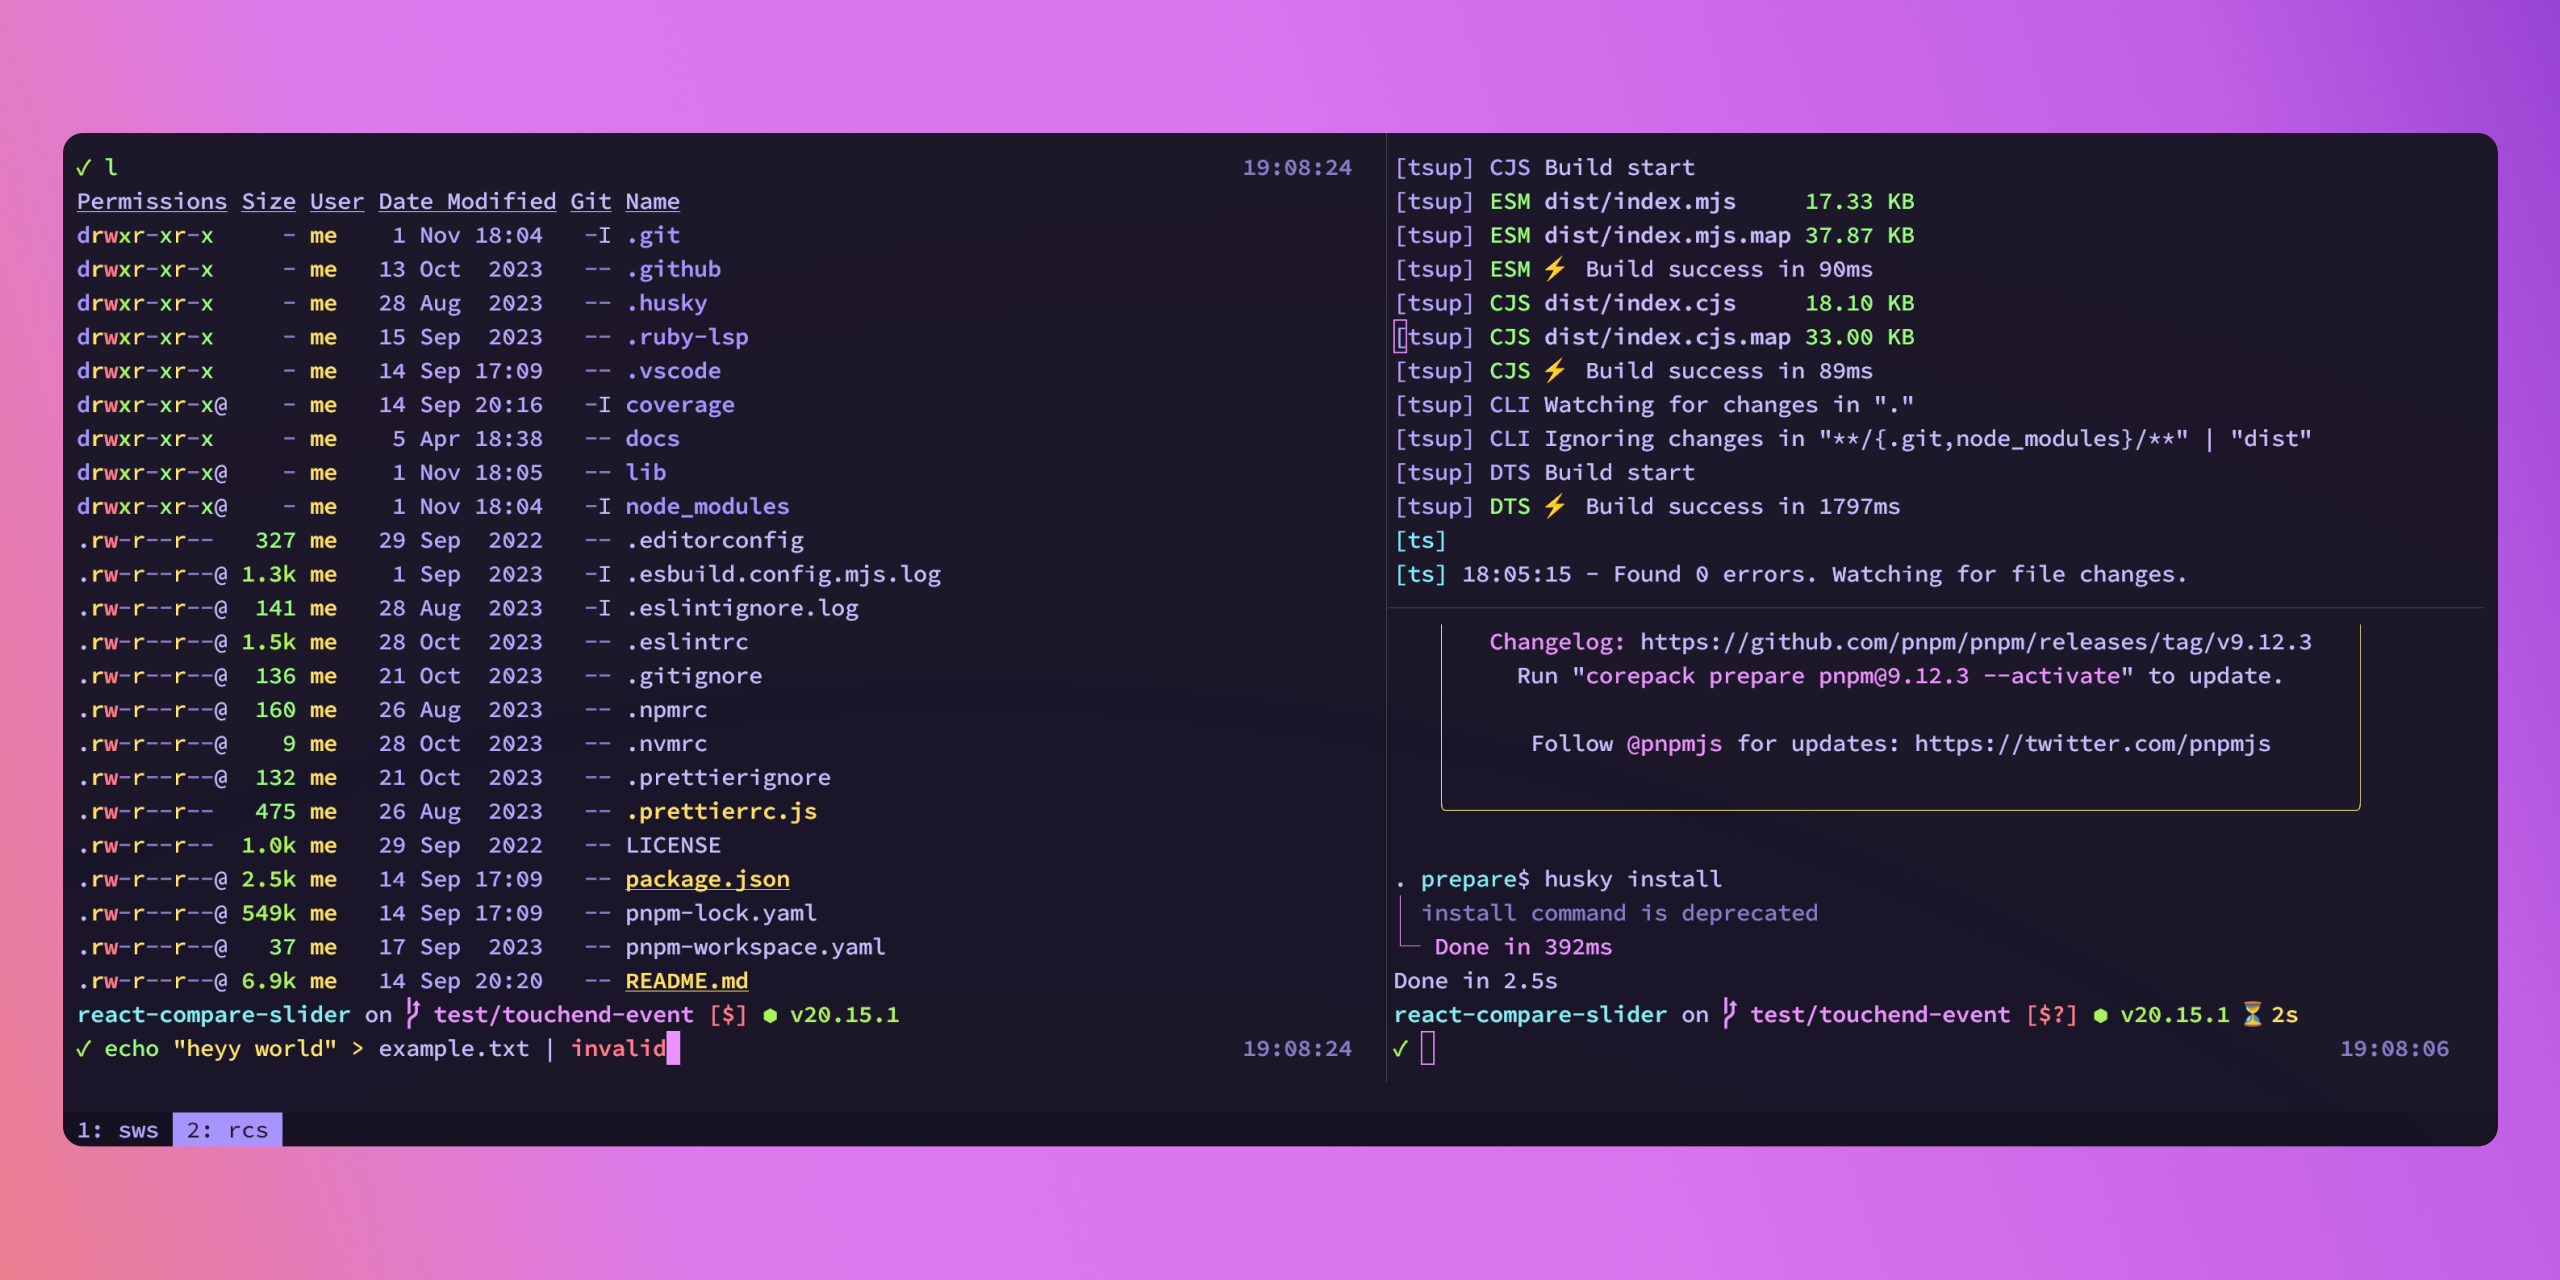 ✓ l 19:08:24
Permissions Size User Date Modified Git Name
drwxr-xr-x - me 1 Nov 18:04 -I .git
drwxr-xr-x - me 13 Oct 2023 -- .github
drwxr-xr-x - me 28 Aug 2023 -- .husky
drwxr-xr-x - me 15 Sep 2023 -- .ruby-lsp
drwxr-xr-x - me 14 Sep 17:09 -- .vscode
drwxr-xr-x@ - me 14 Sep 20:16 -I coverage
drwxr-xr-x - me 5 Apr 18:38 -- docs
drwxr-xr-x@ - me 1 Nov 18:05 -- lib
drwxr-xr-x@ - me 1 Nov 18:04 -I node_modules
.rw-r--r-- 327 me 29 Sep 2022 -- .editorconfig
.rw-r--r--@ 1.3k me 1 Sep 2023 -I .esbuild.config.mjs.log
.rw-r--r--@ 141 me 28 Aug 2023 -I .eslintignore.log
.rw-r--r--@ 1.5k me 28 Oct 2023 -- .eslintrc
.rw-r--r--@ 136 me 21 Oct 2023 -- .gitignore
.rw-r--r--@ 160 me 26 Aug 2023 -- .npmrc
.rw-r--r--@ 9 me 28 Oct 2023 -- .nvmrc
.rw-r--r--@ 132 me 21 Oct 2023 -- .prettierignore
.rw-r--r-- 475 me 26 Aug 2023 -- .prettierrc.js
.rw-r--r-- 1.0k me 29 Sep 2022 -- LICENSE
.rw-r--r--@ 2.5k me 14 Sep 17:09 -- package.json
.rw-r--r--@ 549k me 14 Sep 17:09 -- pnpm-lock.yaml
.rw-r--r--@ 37 me 17 Sep 2023 -- pnpm-workspace.yaml
.rw-r--r--@ 6.9k me 14 Sep 20:20 -- README.md
react-compare-slider on test/touchend-event [$] ⬢ v20.15.1
✓ echo "heyy world" > example.txt | invalid 19:08:24
[tsup] CJS Build start
[tsup] ESM dist/index.mjs 17.33 KB
[tsup] ESM dist/index.mjs.map 37.87 KB
[tsup] ESM ⚡ Build success in 90ms
[tsup] CJS dist/index.cjs 18.10 KB
[tsup] CJS dist/index.cjs.map 33.00 KB
[tsup] CJS ⚡ Build success in 89ms
[tsup] CLI Watching for changes in "."
[tsup] CLI Ignoring changes in "**/{.git,node_modules}/**" | "dist"
[tsup] DTS Build start
[tsup] DTS ⚡ Build success in 1797ms
[ts]
[ts] 18:05:15 - Found 0 errors. Watching for file changes.
Changelog: https://github.com/pnpm/pnpm/releases/tag/v9.12.3
Run "corepack prepare pnpm@9.12.3 --activate" to update.
Follow @pnpmjs for updates: https://twitter.com/pnpmjs
. prepare$ husky install
│ install command is deprecated
└─ Done in 392ms
Done in 2.5s
react-compare-slider on test/touchend-event [$?] ⬢ v20.15.1 ⏳ 2s
✓ 19:08:06
1: sws 2: rcs